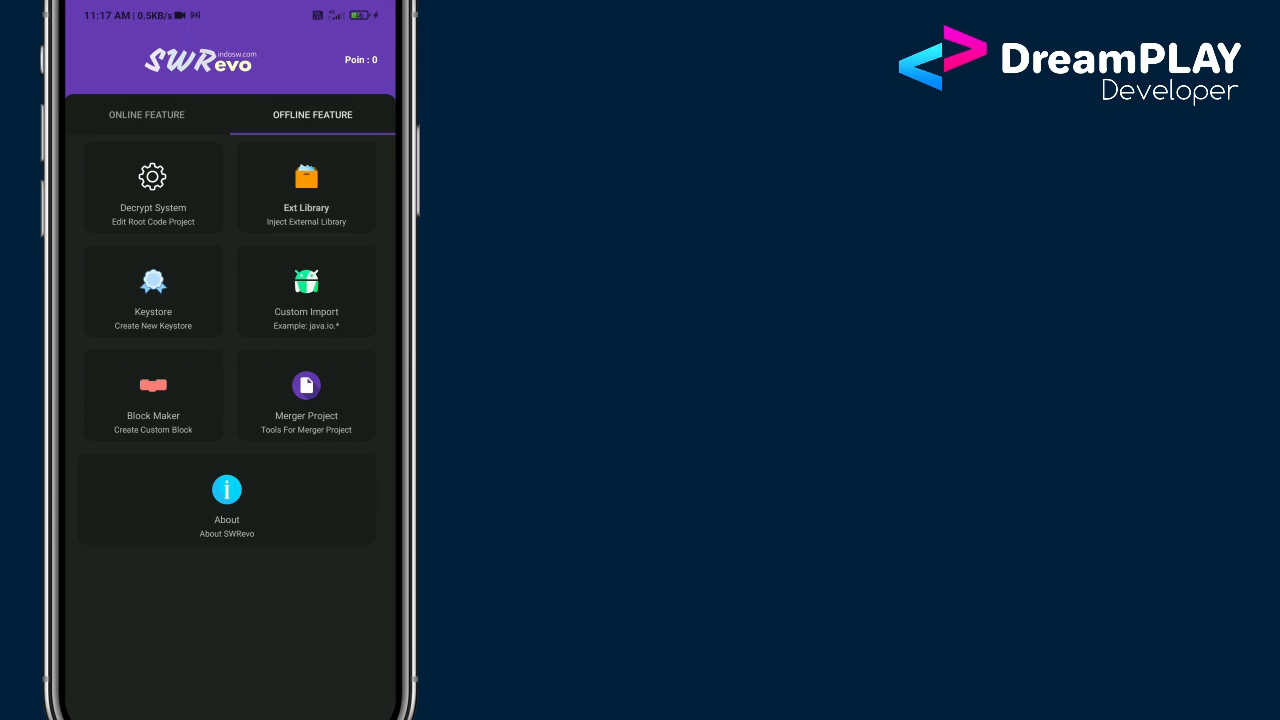 11:17 AM | 0.5KB/s
SWRevo
indosw.com
Poin : 0
ONLINE FEATURE
OFFLINE FEATURE
Decrypt System
Edit Root Code Project
Ext Library
Inject External Library
Keystore
Create New Keystore
Custom Import
Example: java.io.*
Block Maker
Create Custom Block
Merger Project
Tools For Merger Project
i
About
About SWRevo
DreamPLAY
Developer